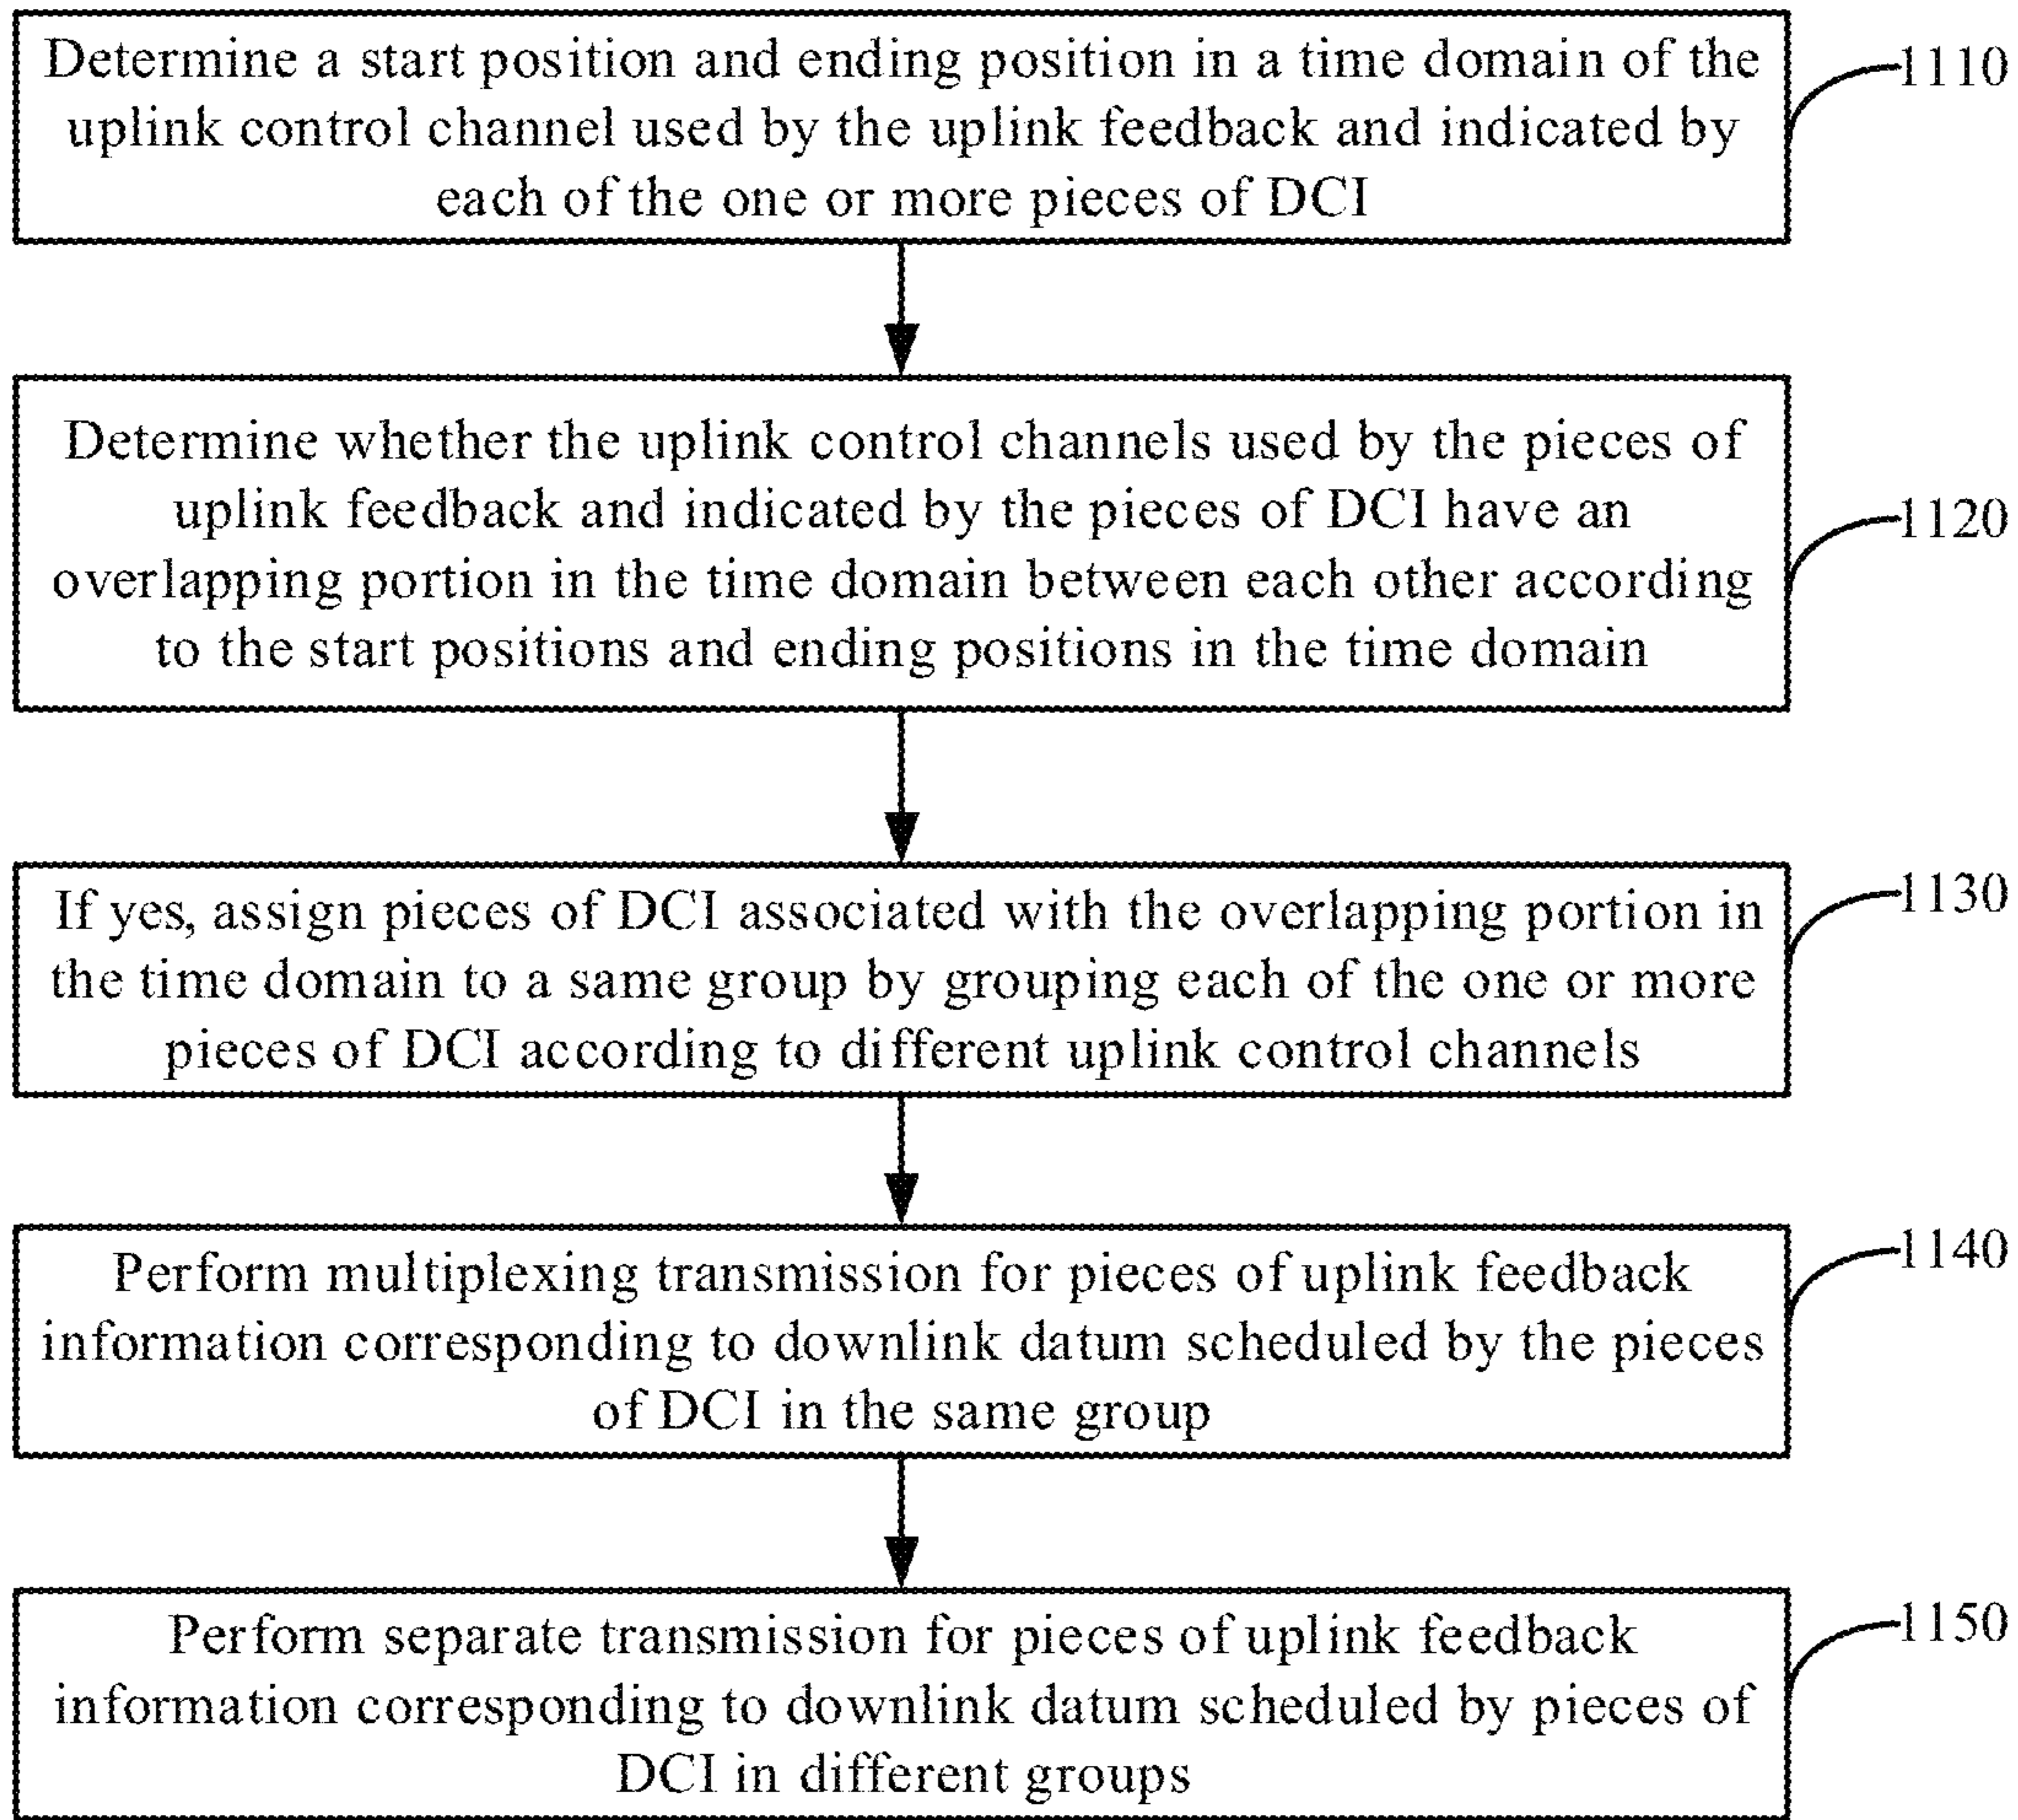 Determine a start position and ending position in a time domain of the
uplink control channel used by the uplink feedback and indicated by
each of the one or more pieces of DCI
1110
Determine whether the uplink control channels used by the pieces of
uplink feedback and indicated by the pieces of DCI have an
overlapping portion in the time domain between each other according
to the start positions and ending positions in the time domain
1120
If yes, assign pieces of DCI associated with the overlapping portion in
the time domain to a same group by grouping each of the one or more
pieces of DCI according to different uplink control channels
1130
Perform multiplexing transmission for pieces of uplink feedback
information corresponding to downlink datum scheduled by the pieces
of DCI in the same group
1140
Perform separate transmission for pieces of uplink feedback
information corresponding to downlink datum scheduled by pieces of
DCI in different groups
1150